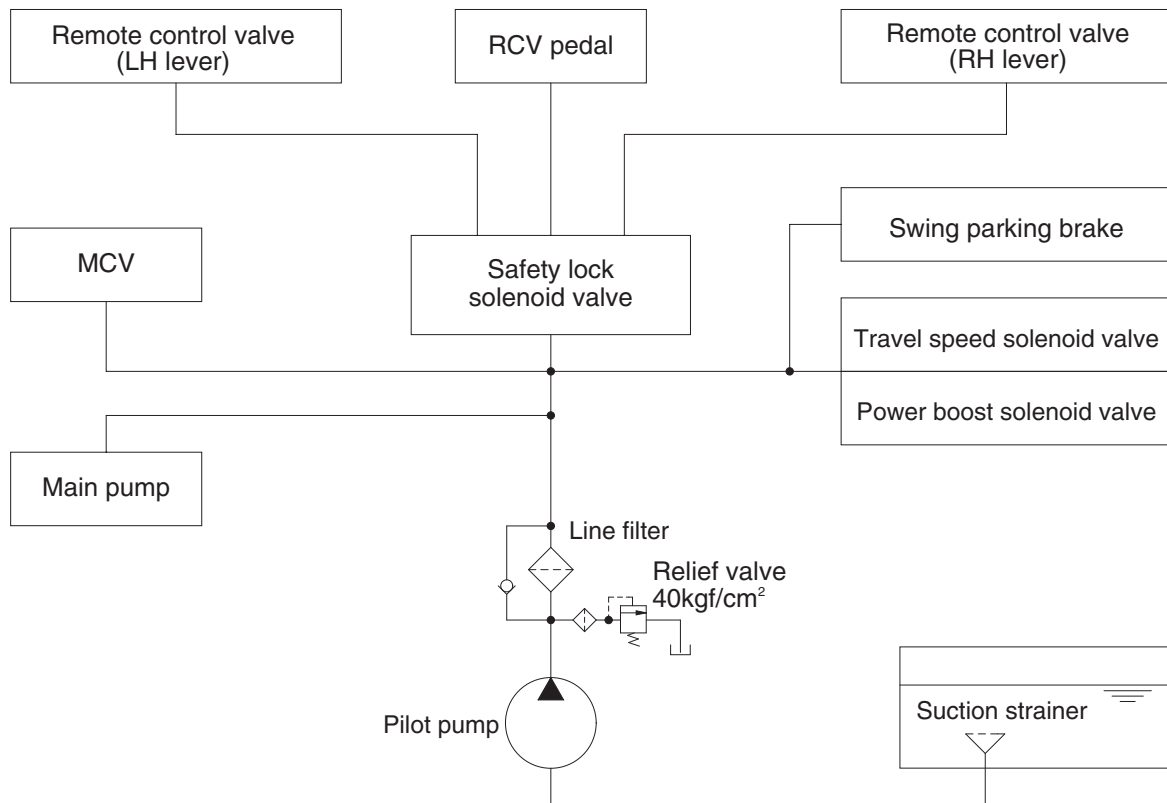 Remote control valve
(LH lever)
RCV pedal
Remote control valve
(RH lever)
Swing parking brake
MCV
Safety lock
solenoid valve
Travel speed solenoid valve
Power boost solenoid valve
Main pump
Line filter
Relief valve
40kgf/cm²
Pilot pump
Suction strainer